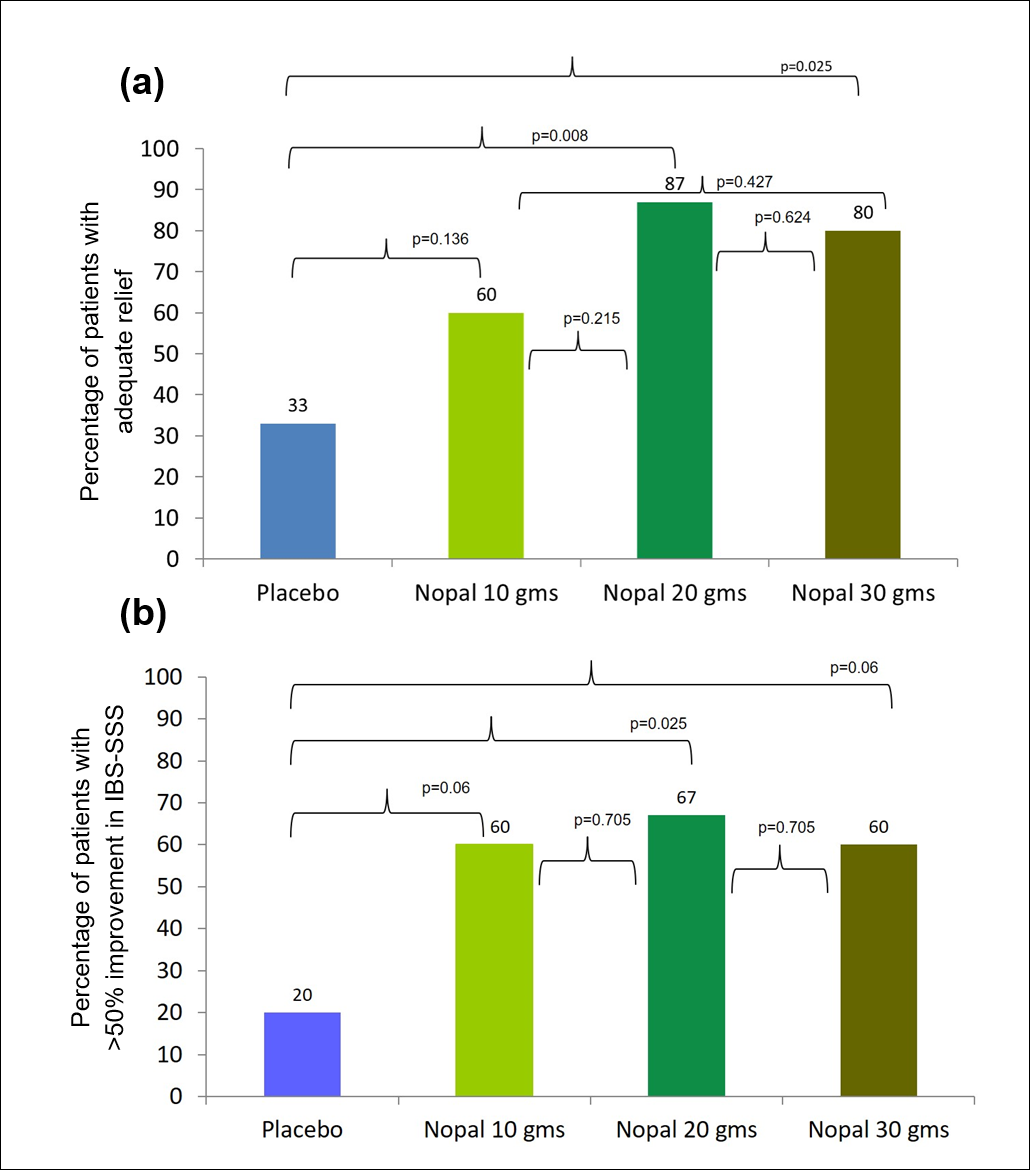 (a)
p=0.025
p=0.008
100
90
87
p=0.427
80
p=0.624
80
p=0.136
70
60
60
p=0.215
50
40
33
30
20
10
0
Percentage of patients with
adequate relief
Placebo
Nopal 10 gms
Nopal 20 gms
Nopal 30 gms
(b)
p=0.06
100
p=0.025
90
80
p=0.06
67
70
60
p=0.705
p=0.705
60
60
50
40
30
20
20
10
0
Percentage of patients with
>50% improvement in IBS-SSS
Placebo
Nopal 10 gms
Nopal 20 gms
Nopal 30 gms